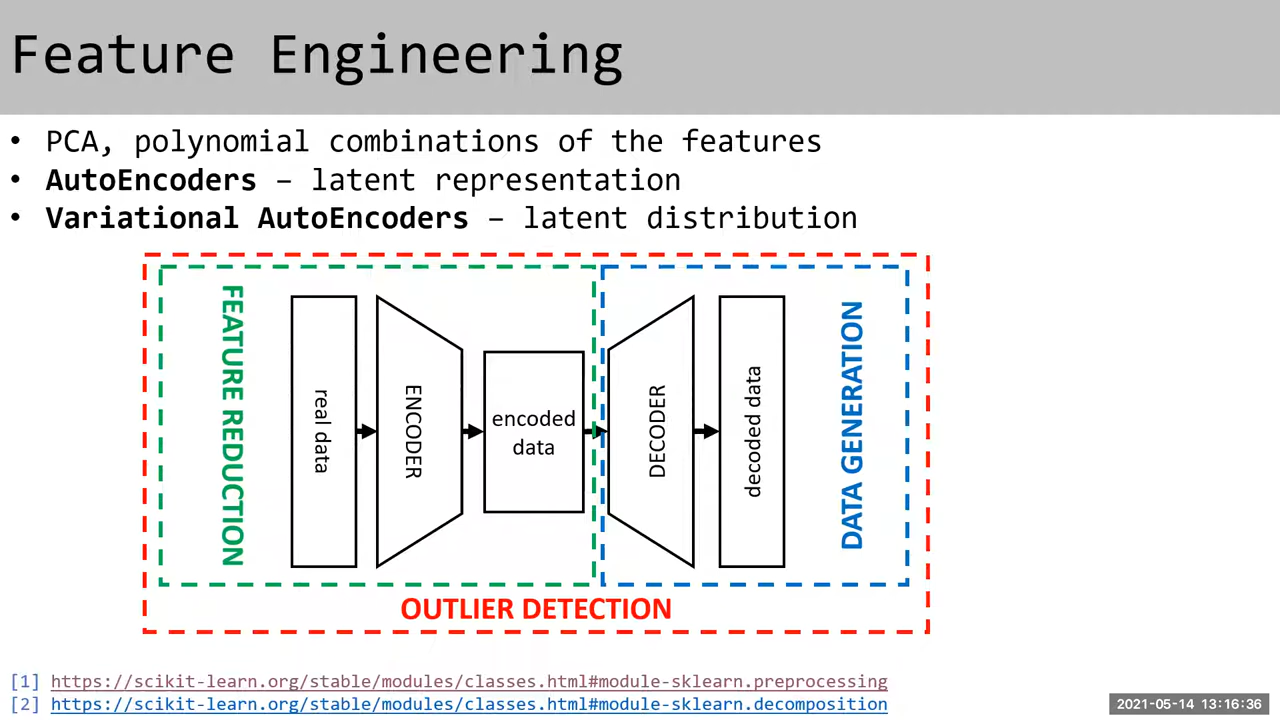 Feature Engineering
• PCA, polynomial combinations of the features
• AutoEncoders – latent representation
• Variational AutoEncoders – latent distribution
FEATURE REDUCTION
real data
ENCODER
encoded
data
DECODER
decoded data
DATA GENERATION
OUTLIER DETECTION
[1] https://scikit-learn.org/stable/modules/classes.html#module-sklearn.preprocessing
[2] https://scikit-learn.org/stable/modules/classes.html#module-sklearn.decomposition
2021-05-14 13:16:36